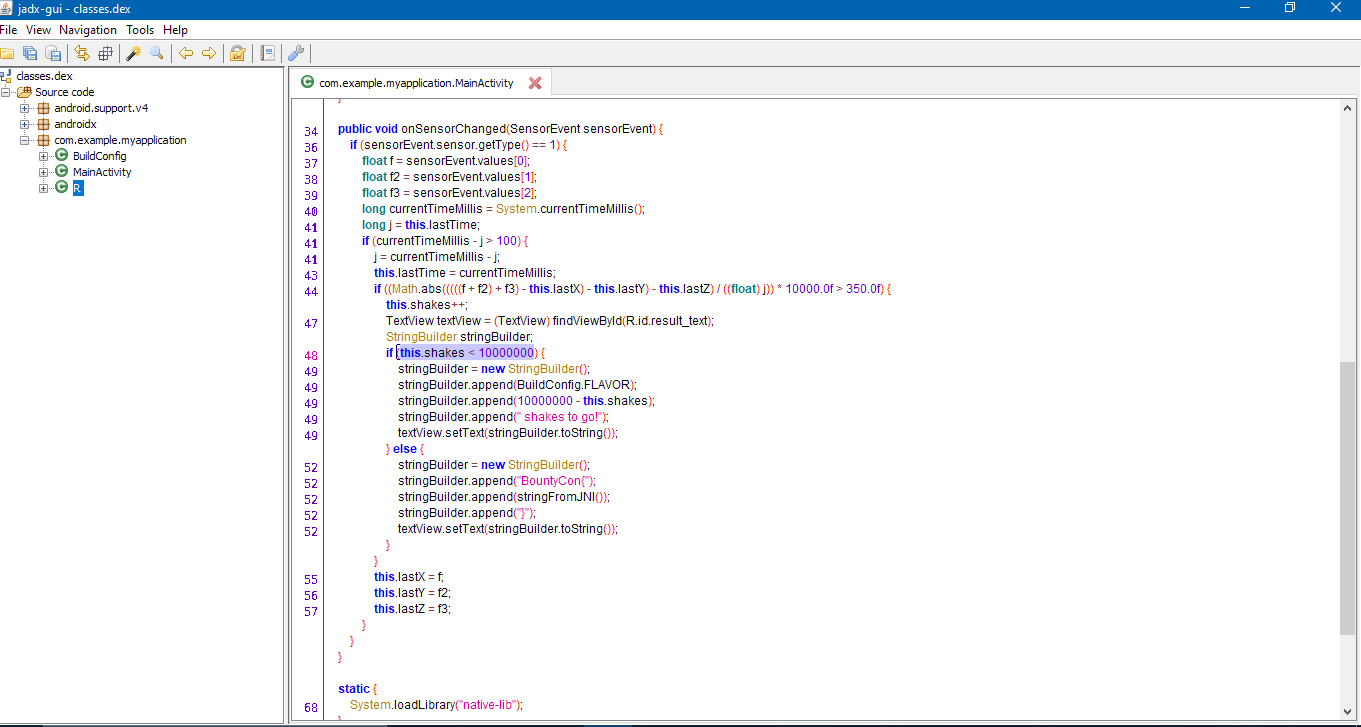 jadx-gui - classes.dex
File View Navigation Tools Help
classes.dex
Source code
android.support.v4
androidx
com.example.myapplication
BuildConfig
MainActivity
R
com.example.myapplication.MainActivity
}
34 public void onSensorChanged(SensorEvent sensorEvent) {
36 if (sensorEvent.sensor.getType() == 1) {
37 float f = sensorEvent.values[0];
38 float f2 = sensorEvent.values[1];
39 float f3 = sensorEvent.values[2];
40 long currentTimeMillis = System.currentTimeMillis();
41 long j = this.lastTime;
41 if (currentTimeMillis - j > 100) {
41 j = currentTimeMillis - j;
43 this.lastTime = currentTimeMillis;
44 if ((Math.abs(((((f + f2) + f3) - this.lastX) - this.lastY) - this.lastZ) / ((float) j)) * 10000.0f > 350.0f) {
this.shakes++;
47 TextView textView = (TextView) findViewById(R.id.result_text);
StringBuilder stringBuilder;
48 if (this.shakes < 10000000) {
49 stringBuilder = new StringBuilder();
49 stringBuilder.append(BuildConfig.FLAVOR);
49 stringBuilder.append(10000000 - this.shakes);
49 stringBuilder.append(" shakes to go!");
49 textView.setText(stringBuilder.toString());
} else {
52 stringBuilder = new StringBuilder();
52 stringBuilder.append("BountyCon{");
52 stringBuilder.append(stringFromJNI());
52 stringBuilder.append("}");
52 textView.setText(stringBuilder.toString());
}
}
55 this.lastX = f;
56 this.lastY = f2;
57 this.lastZ = f3;
}
}
}
static {
68 System.loadLibrary("native-lib");
}